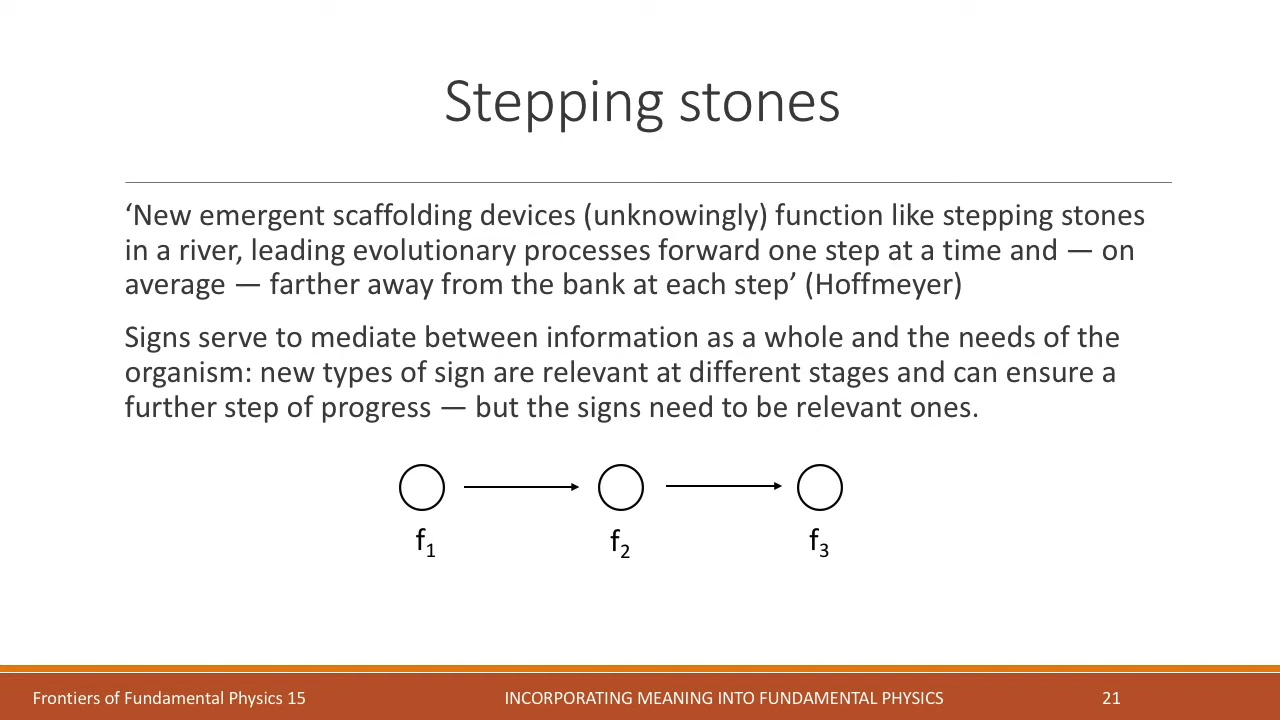 Stepping stones
‘New emergent scaffolding devices (unknowingly) function like stepping stones
in a river, leading evolutionary processes forward one step at a time and — on
average — farther away from the bank at each step’ (Hoffmeyer)
Signs serve to mediate between information as a whole and the needs of the
organism: new types of sign are relevant at different stages and can ensure a
further step of progress — but the signs need to be relevant ones.
f₁ f₂ f₃
Frontiers of Fundamental Physics 15 INCORPORATING MEANING INTO FUNDAMENTAL PHYSICS 21